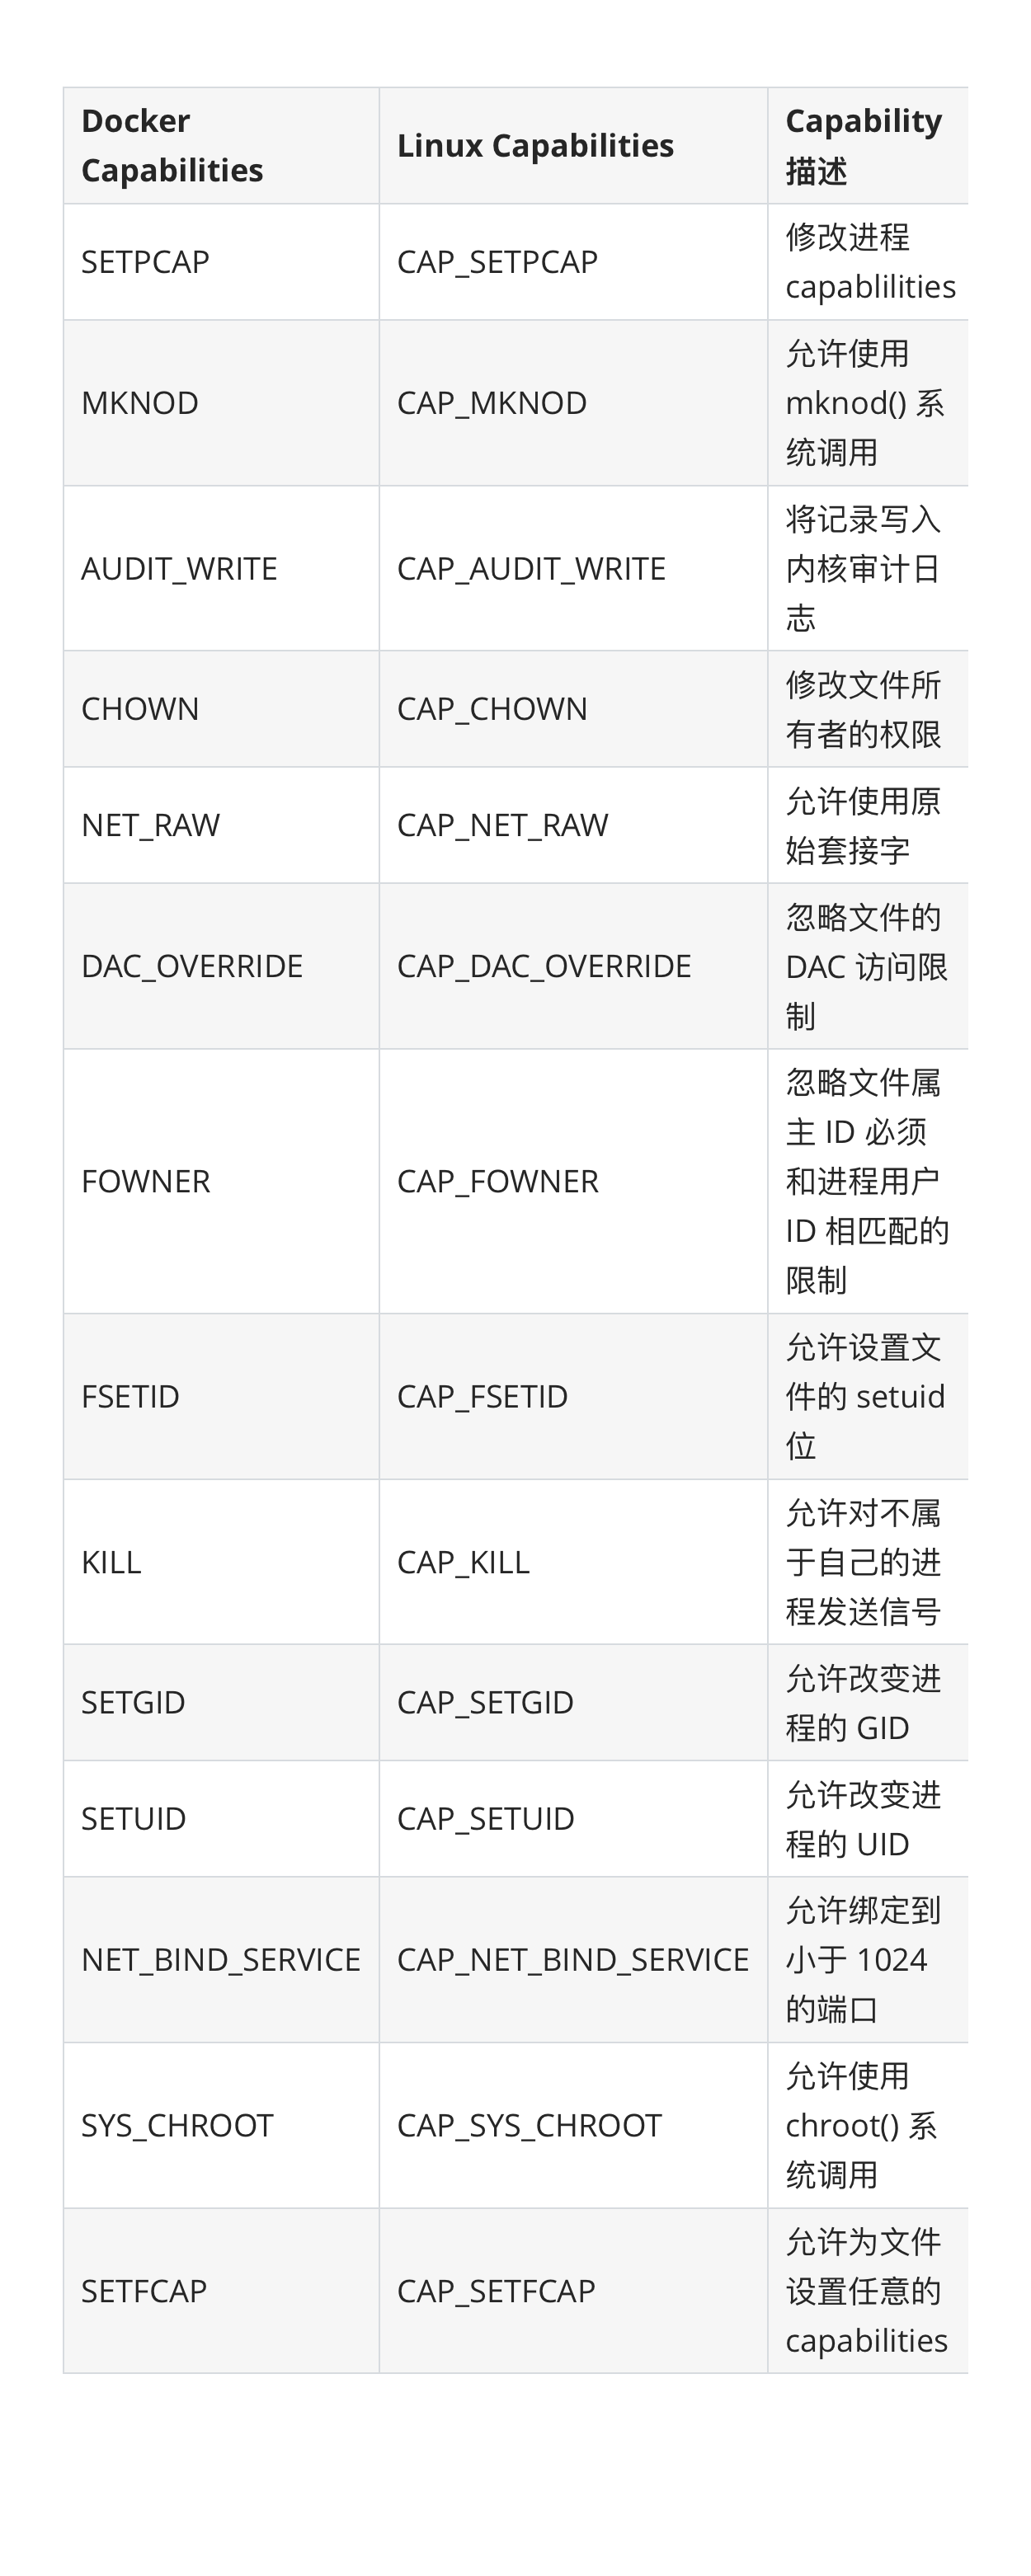 Docker
Capabilities
Linux Capabilities
Capability
描述
SETPCAP
CAP_SETPCAP
修改进程
capablilities
MKNOD
CAP_MKNOD
允许使用
mknod() 系
统调用
AUDIT_WRITE
CAP_AUDIT_WRITE
将记录写入
内核审计日
志
CHOWN
CAP_CHOWN
修改文件所
有者的权限
NET_RAW
CAP_NET_RAW
允许使用原
始套接字
DAC_OVERRIDE
CAP_DAC_OVERRIDE
忽略文件的
DAC 访问限
制
FOWNER
CAP_FOWNER
忽略文件属
主 ID 必须
和进程用户
ID 相匹配的
限制
FSETID
CAP_FSETID
允许设置文
件的 setuid
位
KILL
CAP_KILL
允许对不属
于自己的进
程发送信号
SETGID
CAP_SETGID
允许改变进
程的 GID
SETUID
CAP_SETUID
允许改变进
程的 UID
NET_BIND_SERVICE
CAP_NET_BIND_SERVICE
允许绑定到
小于 1024
的端口
SYS_CHROOT
CAP_SYS_CHROOT
允许使用
chroot() 系
统调用
SETFCAP
CAP_SETFCAP
允许为文件
设置任意的
capabilities